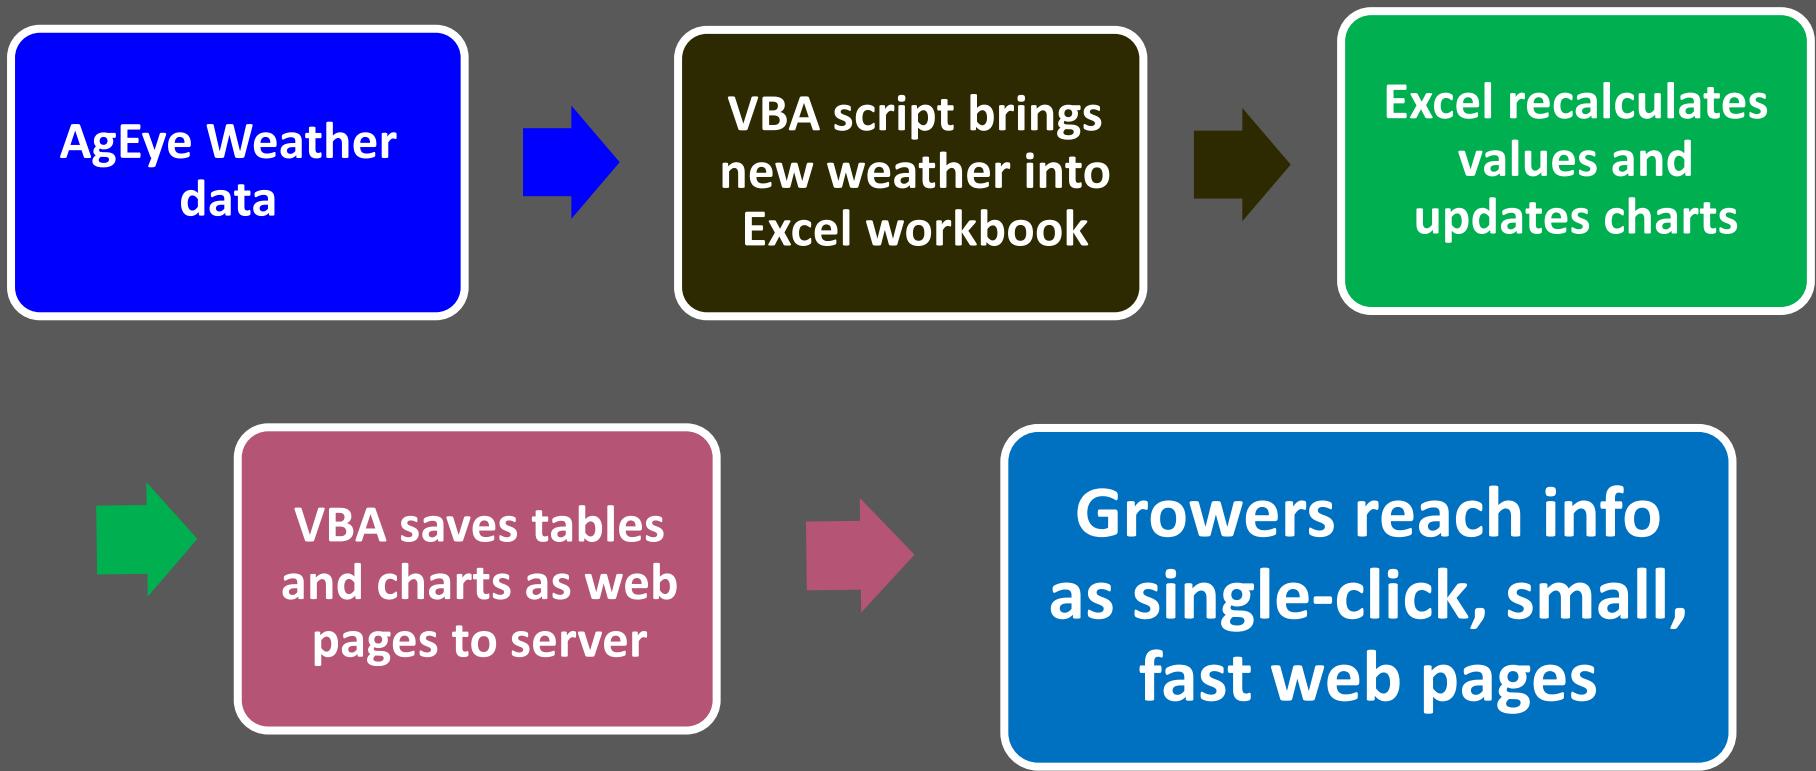 AgEye Weather
data
VBA script brings
new weather into
Excel workbook
Excel recalculates
values and
updates charts
VBA saves tables
and charts as web
pages to server
Growers reach info
as single-click, small,
fast web pages